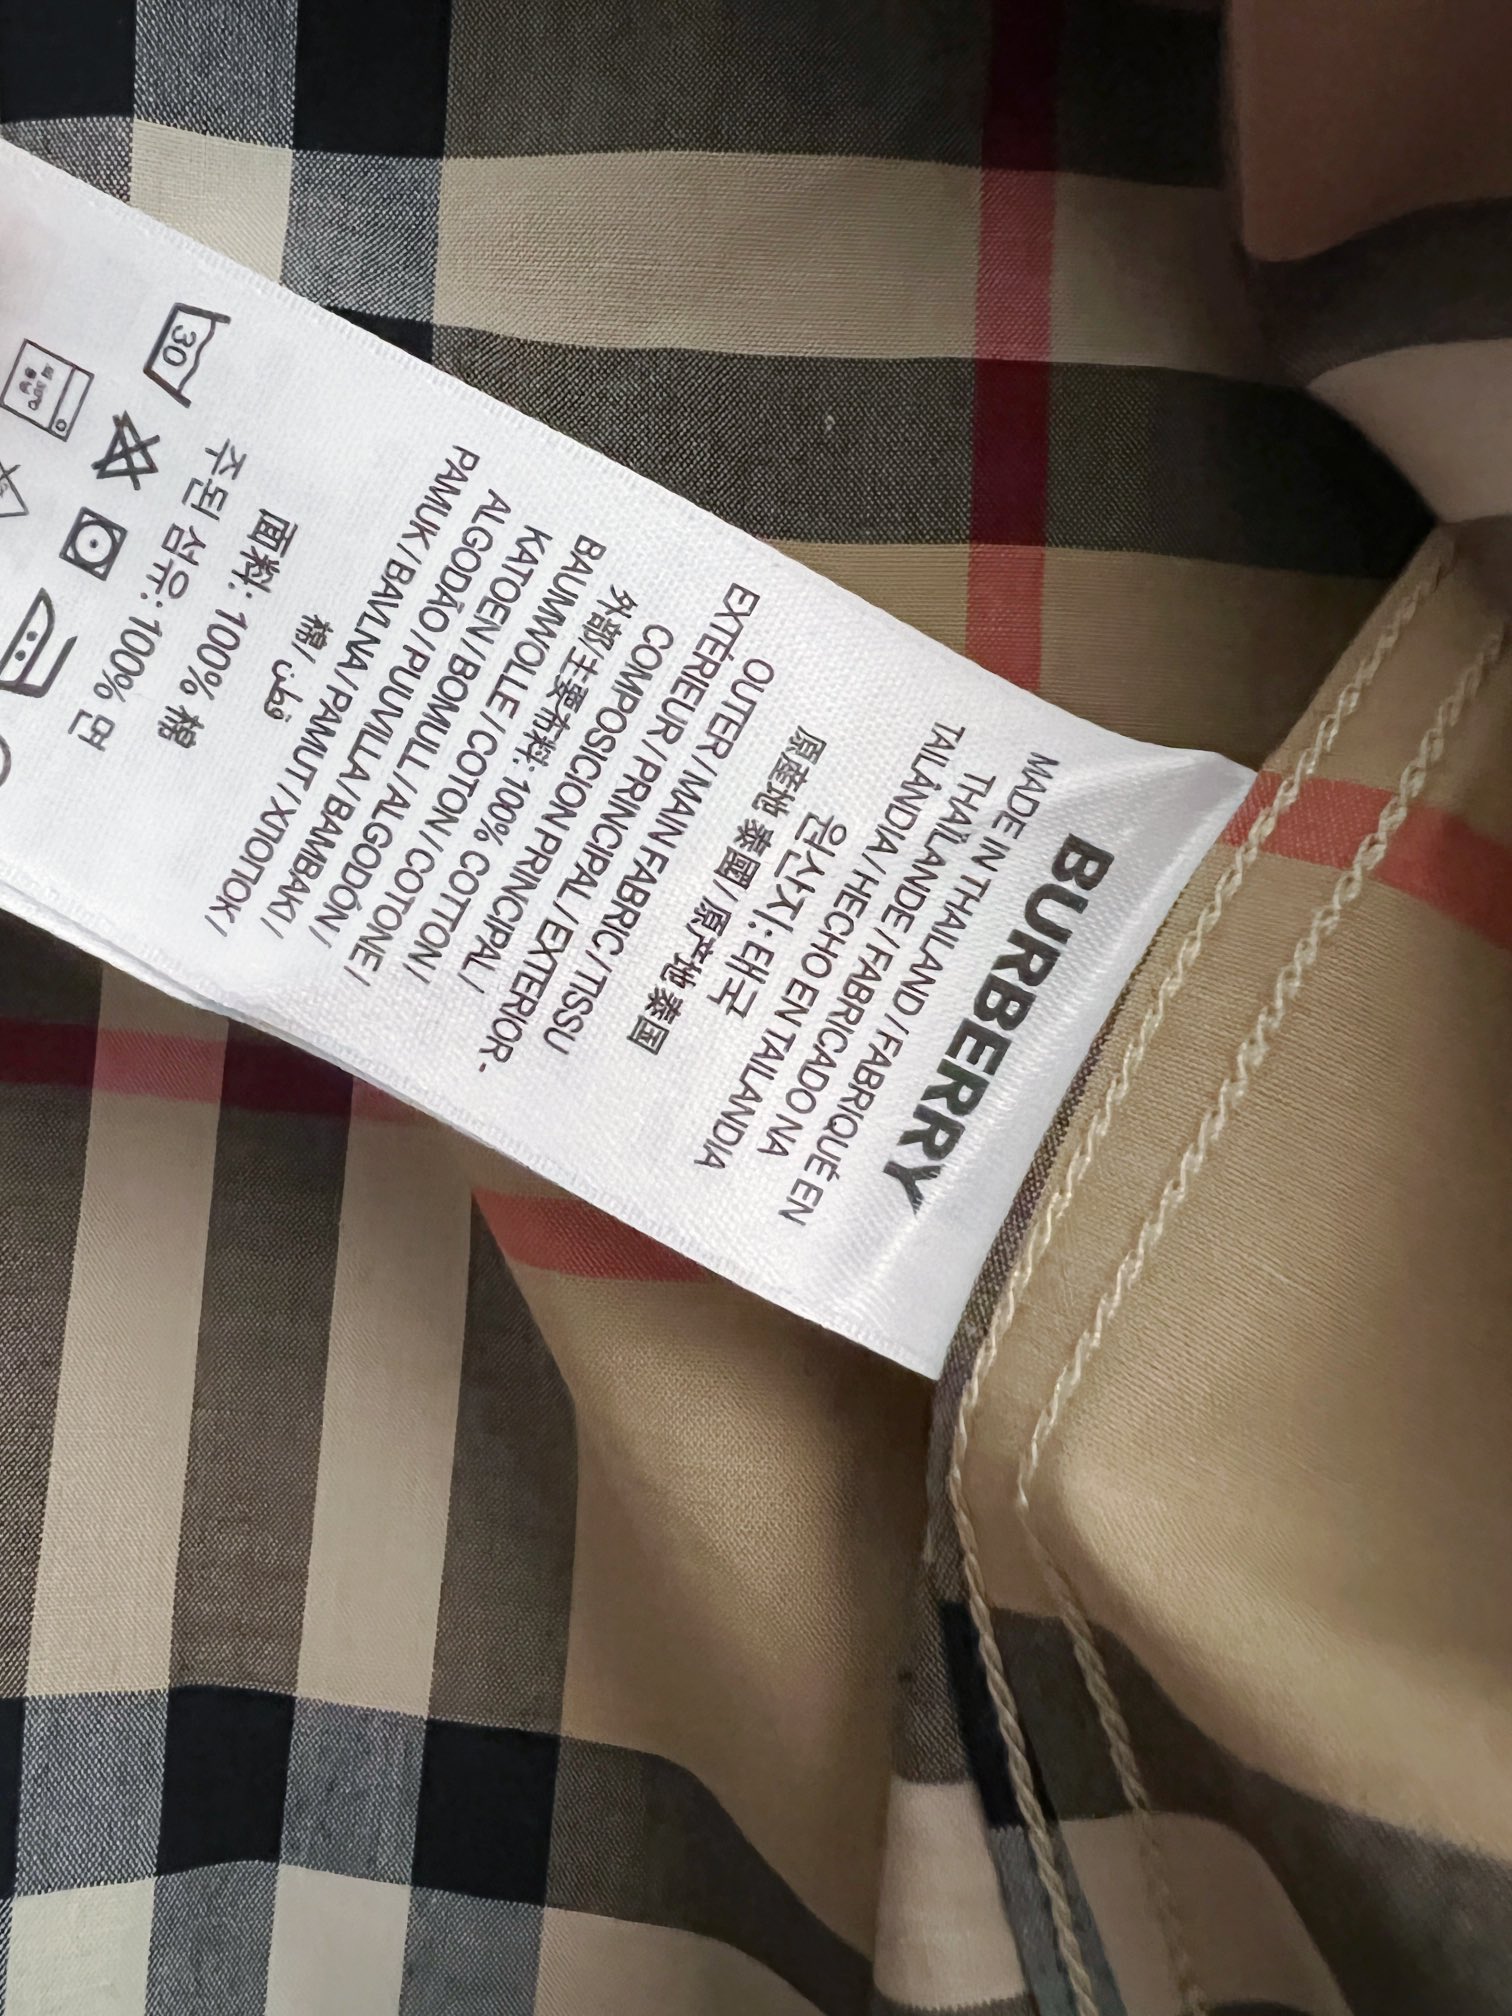 BURBERRY
MADE IN THAILAND / FABRIQUÉ EN
THAÏLANDE / FABRICADO NA
TAILÂNDIA / HECHO EN TAILANDIA
원산지: 태국
原産地 泰國 / 原产地 泰国
OUTER / MAIN FABRIC / TISSU
EXTÉRIEUR / PRINCIPAL / EXTERIOR-
COMPOSICION PRINCIPAL /
外部/主要布料: 100% COTTON /
BAUMWOLLE / COTON / COTONE /
KATOEN / BOMULL / ALGODÓN /
ALGODÃO / PUUVILLA / BAMBAKI /
PAMUK / BAVLNA / PAMUT / ХЛОПОК /
棉/ قطن
面料: 100% 棉
주된 섬유: 100% 면
30